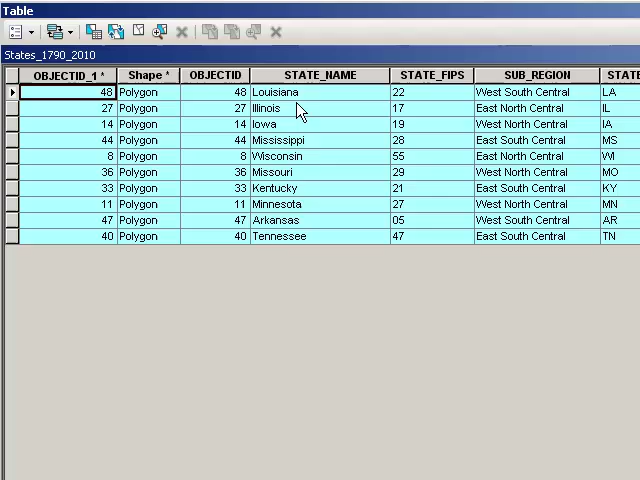 Table
States_1790_2010
OBJECTID_1 * Shape * OBJECTID STATE_NAME STATE_FIPS SUB_REGION STATE
48 Polygon 48 Louisiana 22 West South Central LA
27 Polygon 27 Illinois 17 East North Central IL
14 Polygon 14 Iowa 19 West North Central IA
44 Polygon 44 Mississippi 28 East South Central MS
8 Polygon 8 Wisconsin 55 East North Central WI
36 Polygon 36 Missouri 29 West North Central MO
33 Polygon 33 Kentucky 21 East South Central KY
11 Polygon 11 Minnesota 27 West North Central MN
47 Polygon 47 Arkansas 05 West South Central AR
40 Polygon 40 Tennessee 47 East South Central TN